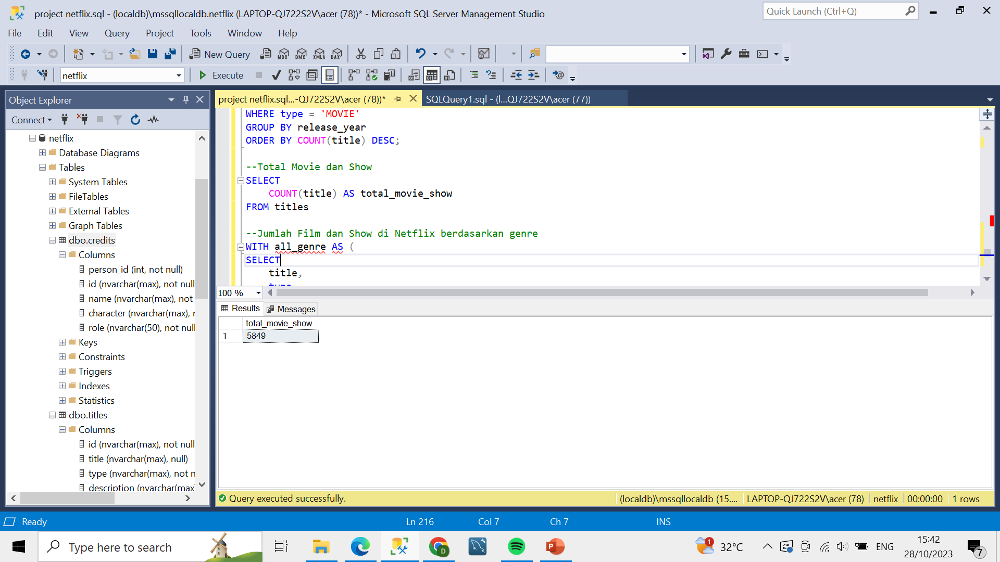 project netflix.sql - (localdb)\mssqllocaldb.netflix (LAPTOP-QJ722S2V\acer (78))* - Microsoft SQL Server Management Studio
Quick Launch (Ctrl+Q)
File Edit View Query Project Tools Window Help
New Query MDX DMX XMLA DAX
netflix Execute
Object Explorer
project netflix.sql...-QJ722S2V\acer (78))* SQLQuery1.sql - (l...QJ722S2V\acer (77))
Connect
netflix
Database Diagrams
Tables
System Tables
FileTables
External Tables
Graph Tables
dbo.credits
Columns
person_id (int, not null)
id (nvarchar(max), not null
name (nvarchar(max), not
character (nvarchar(max), r
role (nvarchar(50), not null
Keys
Constraints
Triggers
Indexes
Statistics
dbo.titles
Columns
id (nvarchar(max), not null
title (nvarchar(max), null)
type (nvarchar(max), not n
description (nvarchar(max
WHERE type = 'MOVIE'
GROUP BY release_year
ORDER BY COUNT(title) DESC;
--Total Movie dan Show
SELECT
COUNT(title) AS total_movie_show
FROM titles
--Jumlah Film dan Show di Netflix berdasarkan genre
WITH all_genre AS (
SELECT
title,
type
100 %
Results Messages
total_movie_show
1 5849
Query executed successfully.
(localdb)\mssqllocaldb (15.... LAPTOP-QJ722S2V\acer (78) netflix 00:00:00 1 rows
Ready Ln 216 Col 7 Ch 7 INS
Type here to search
D
P
1
32°C
ENG
15:42
28/10/2023
7